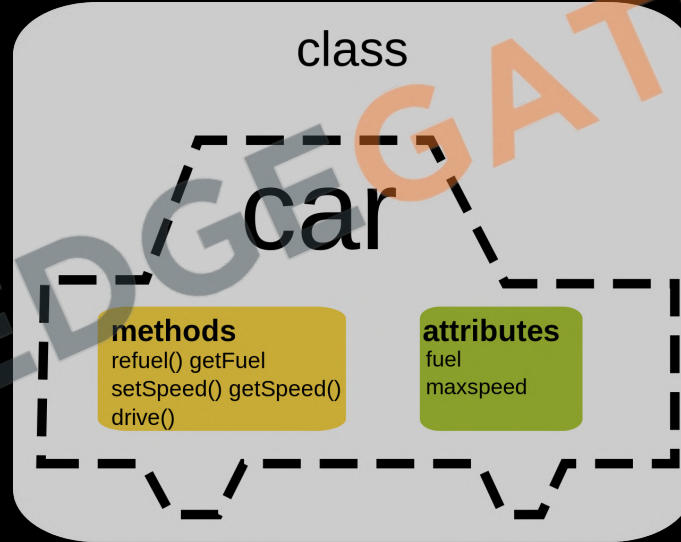 class
EDGEGAT
car
methods
refuel() getFuel
setSpeed() getSpeed()
drive()
attributes
fuel
maxspeed